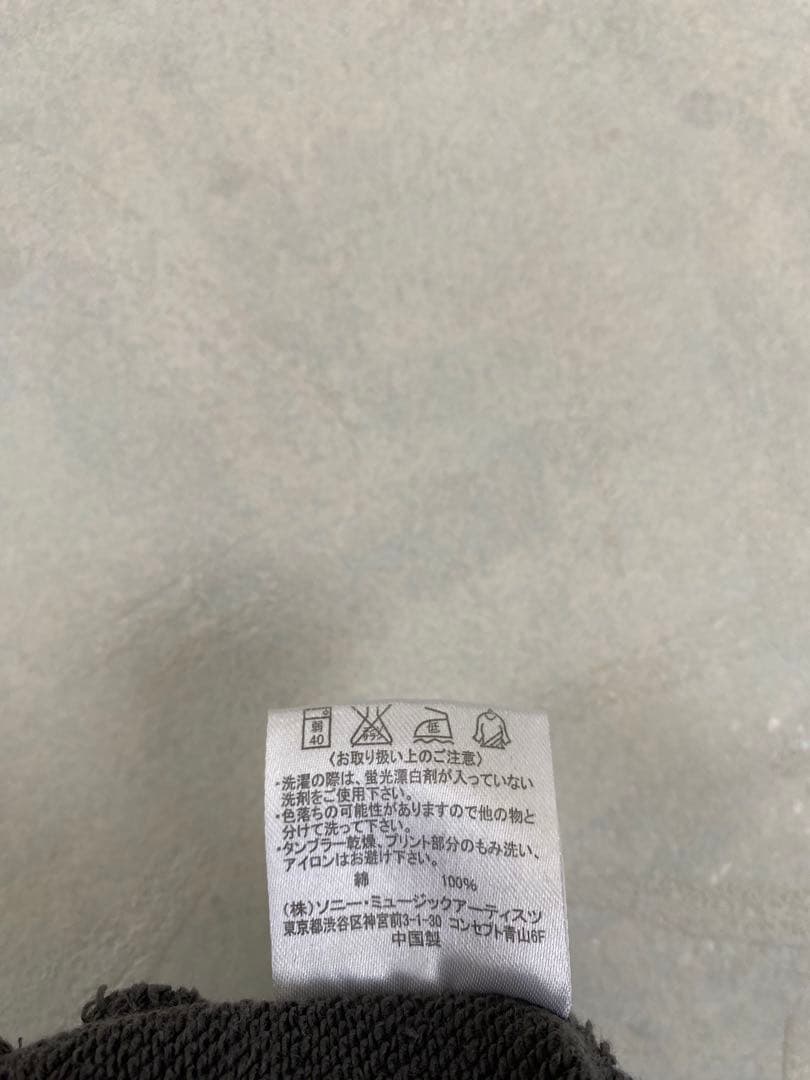 弱
40
エンソ
サラシ
低
〈お取り扱い上のご注意〉
・洗濯の際は、蛍光漂白剤が入っていない
洗剤をご使用下さい。
・色落ちの可能性がありますので他の物と
分けて洗って下さい。
・タンブラー乾燥、プリント部分のもみ洗い、
アイロンはお避け下さい。
綿 100%
(株)ソニー・ミュージックアーティスツ
東京都渋谷区神宮前3-1-30 コンセプト青山6F
中国製